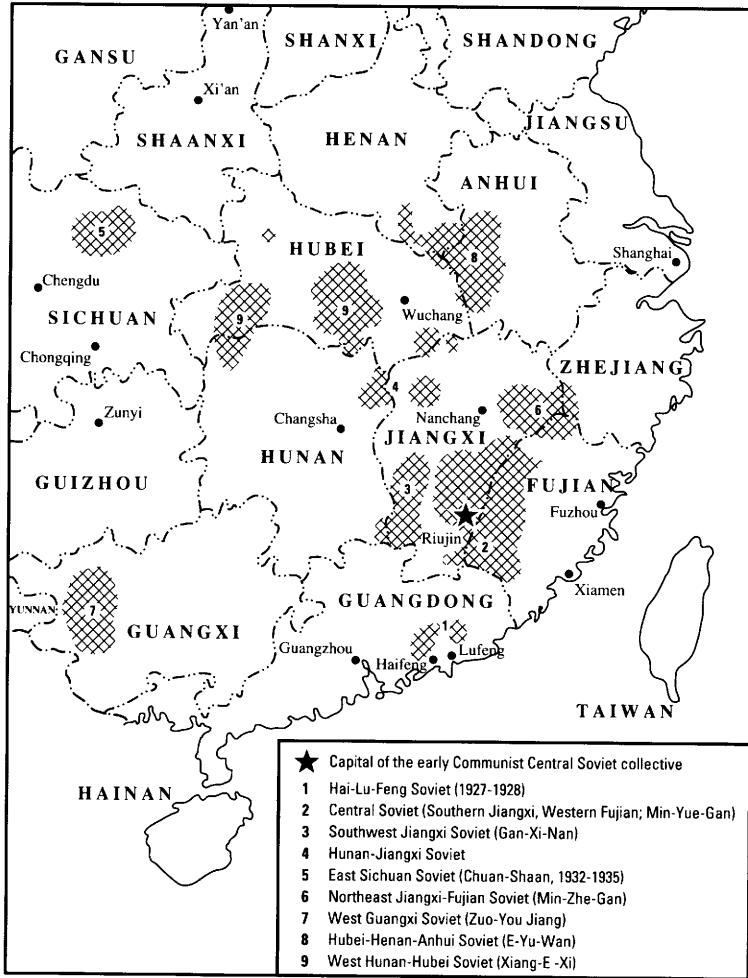 Yan'an
GANSU
SHANXI
SHANDONG
Xi'an
SHAANXI
HENAN
JIANGSU
ANHUI
5
HUBEI
8
Shanghai
Chengdu
SICHUAN
9
9
Wuchang
Chongqing
ZHEJIANG
4
Zunyi
Changsha
Nanchang
6
JIANGXI
HUNAN
GUIZHOU
3
FUJIAN
Fuzhou
Riujin
2
Xiamen
YUNNAN
7
GUANGXI
GUANGDONG
1
Guangzhou
Haifeng
Lufeng
TAIWAN
HAINAN
Capital of the early Communist Central Soviet collective
1 Hai-Lu-Feng Soviet (1927-1928)
2 Central Soviet (Southern Jiangxi, Western Fujian; Min-Yue-Gan)
3 Southwest Jiangxi Soviet (Gan-Xi-Nan)
4 Hunan-Jiangxi Soviet
5 East Sichuan Soviet (Chuan-Shaan, 1932-1935)
6 Northeast Jiangxi-Fujian Soviet (Min-Zhe-Gan)
7 West Guangxi Soviet (Zuo-You Jiang)
8 Hubei-Henan-Anhui Soviet (E-Yu-Wan)
9 West Hunan-Hubei Soviet (Xiang-E -Xi)